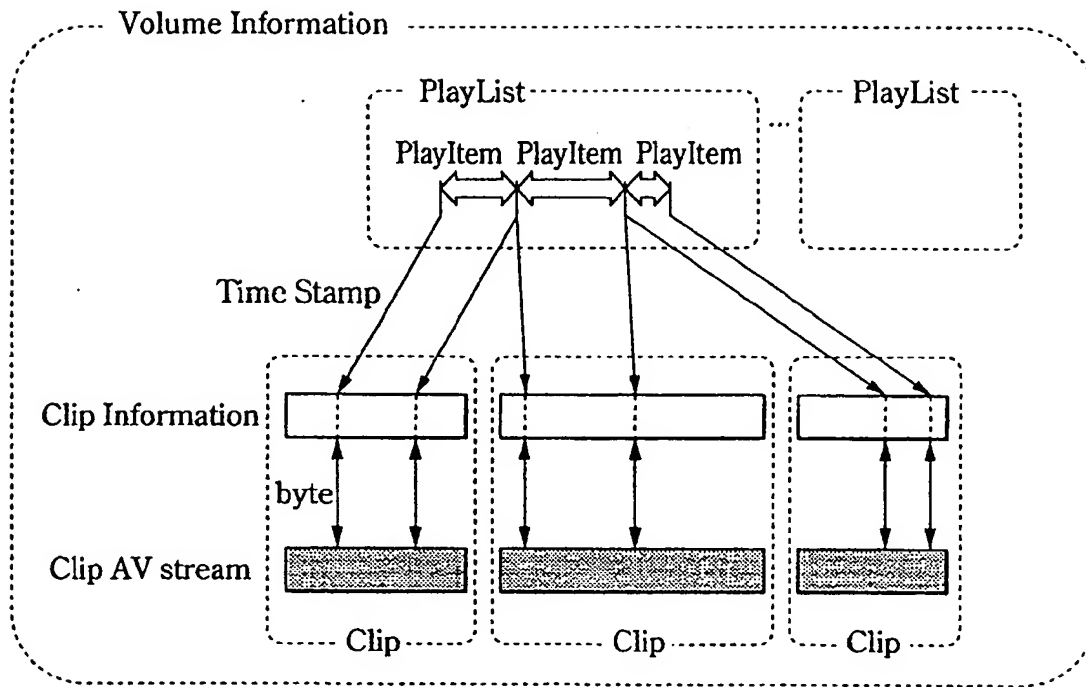 Volume Information
PlayList
PlayList
...
PlayItem PlayItem PlayItem
Time Stamp
Clip Information
byte
Clip AV stream
Clip
Clip
Clip